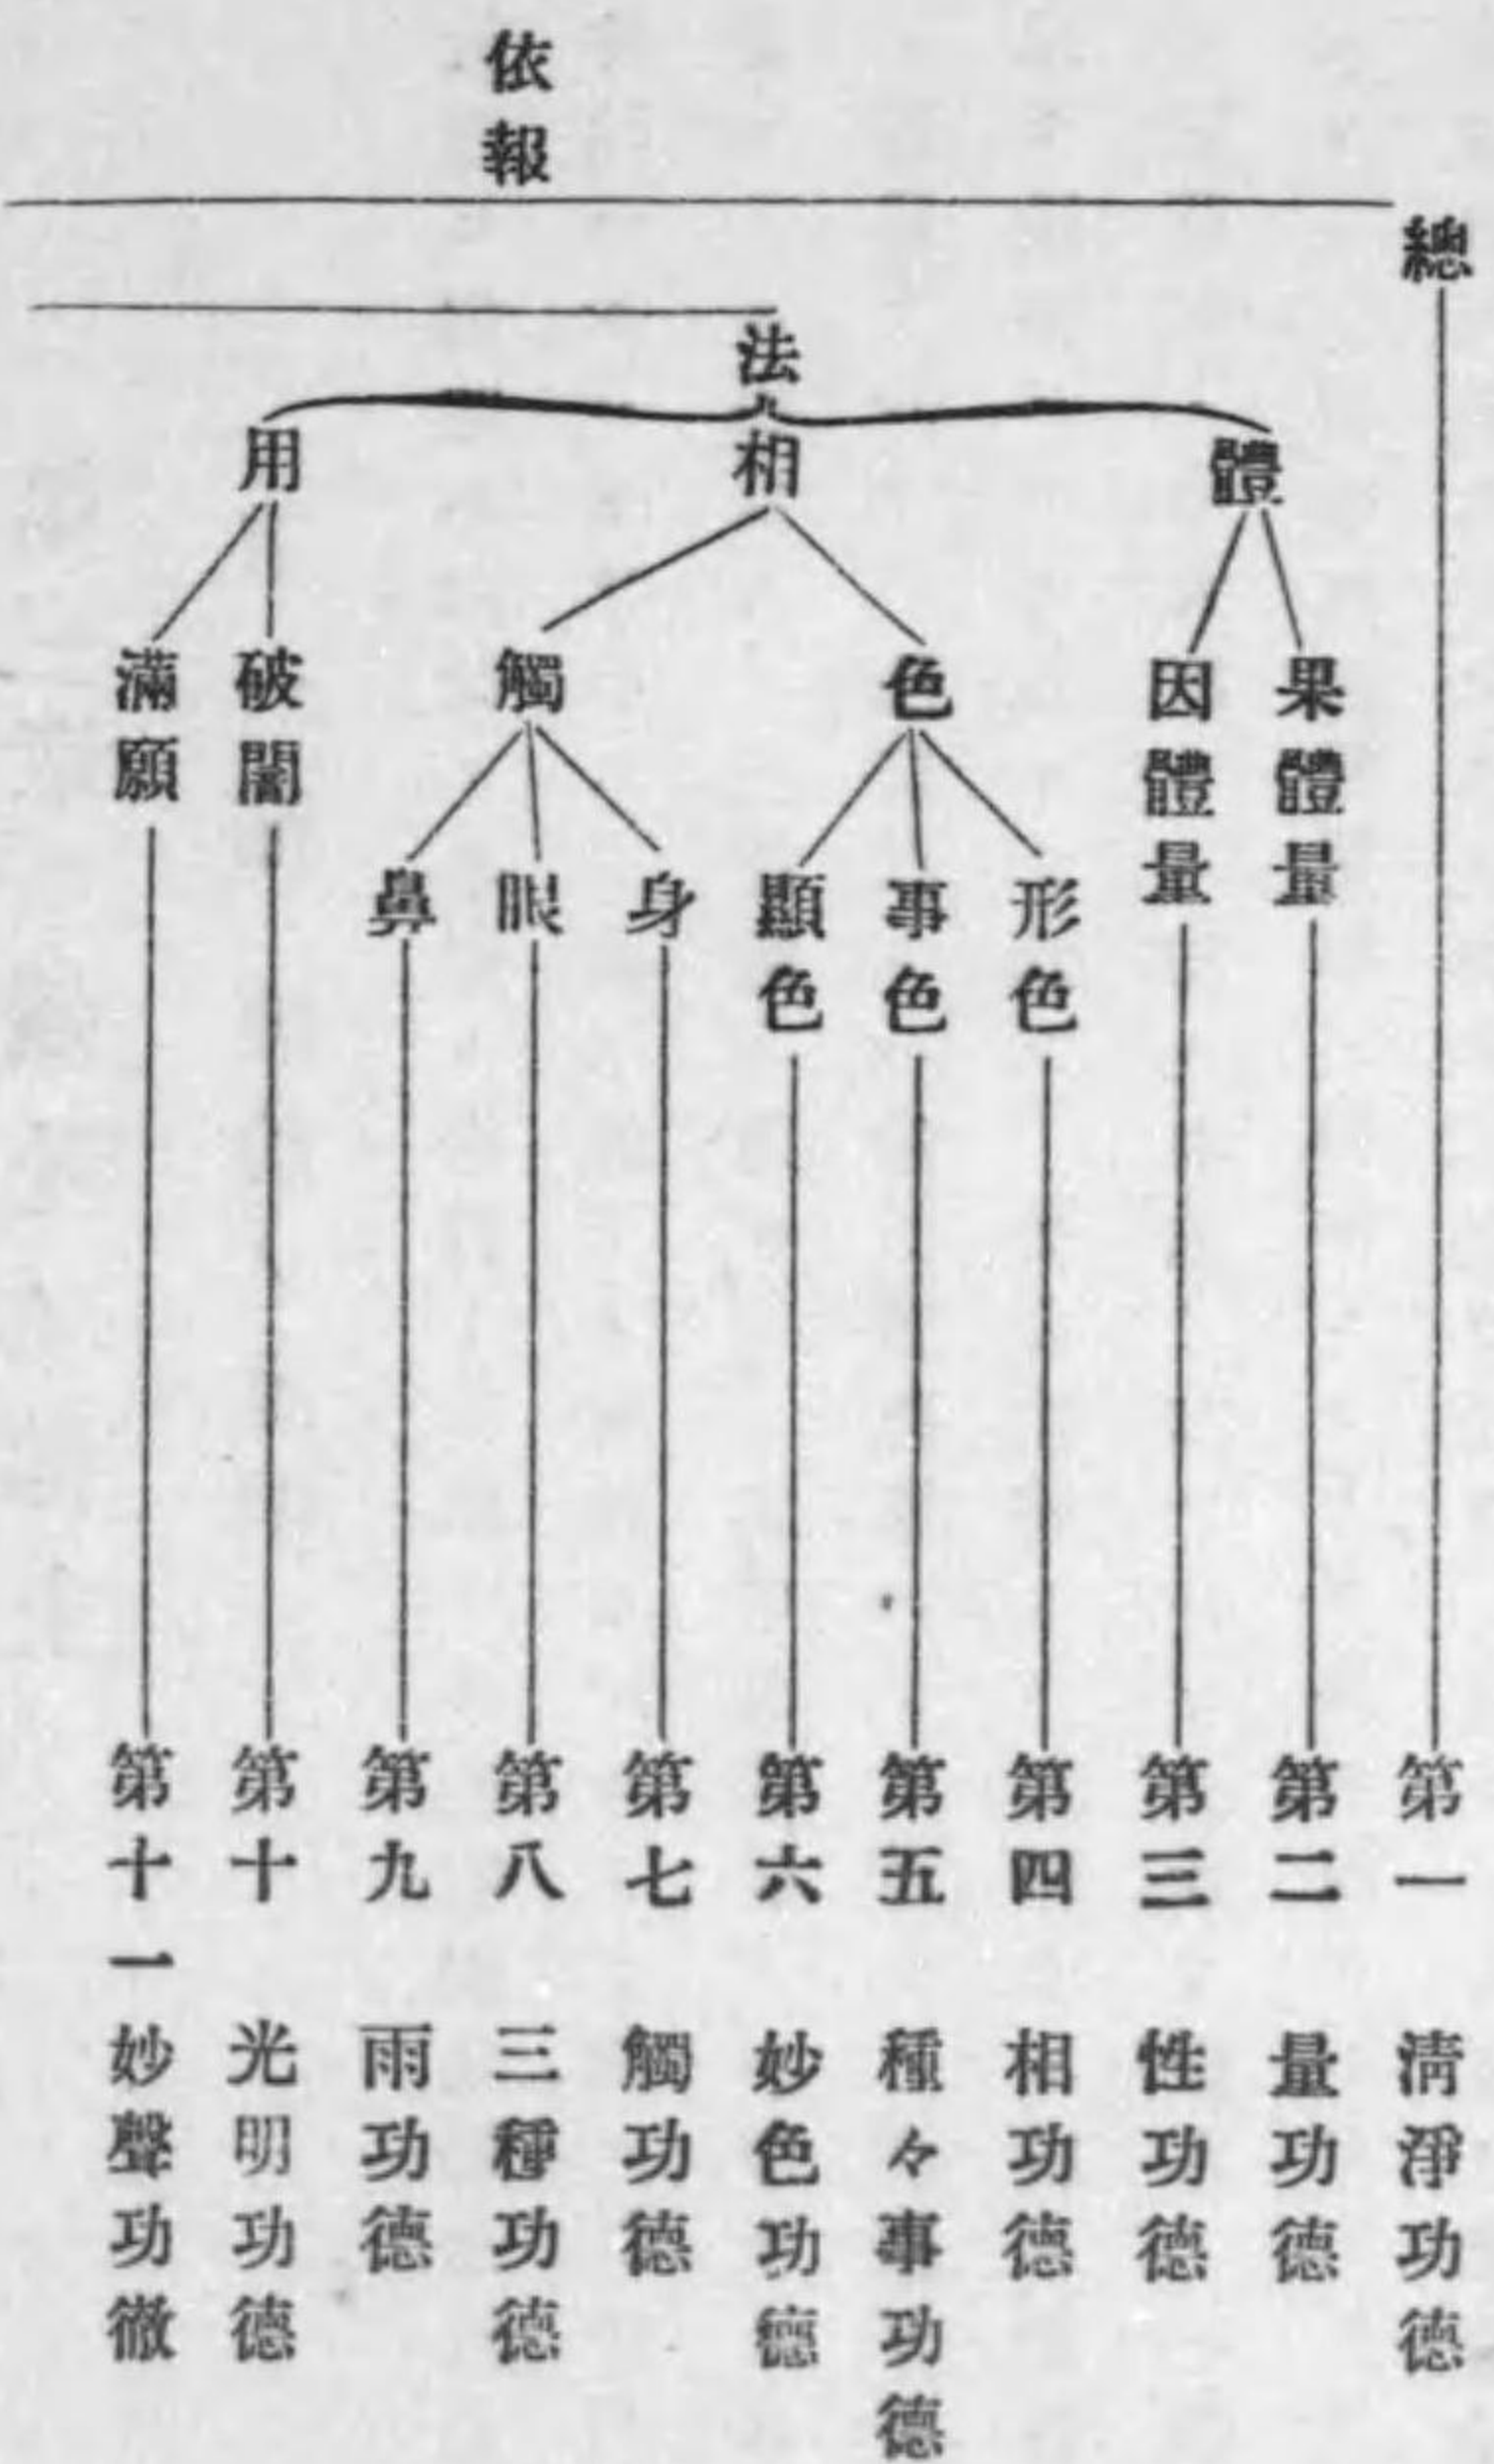 依報
總
第一 淸淨功德
法
體
果體量
第二 量功德
因體量
第三 性功德
相
色
形色
第四 相功德
事色
第五 種々事功德
顯色
第六 妙色功德
觸
身
第七 觸功德
眼
第八 三種功德
鼻
第九 雨功德
用
破闇
第十 光明功德
滿願
第十一 妙聲功徹